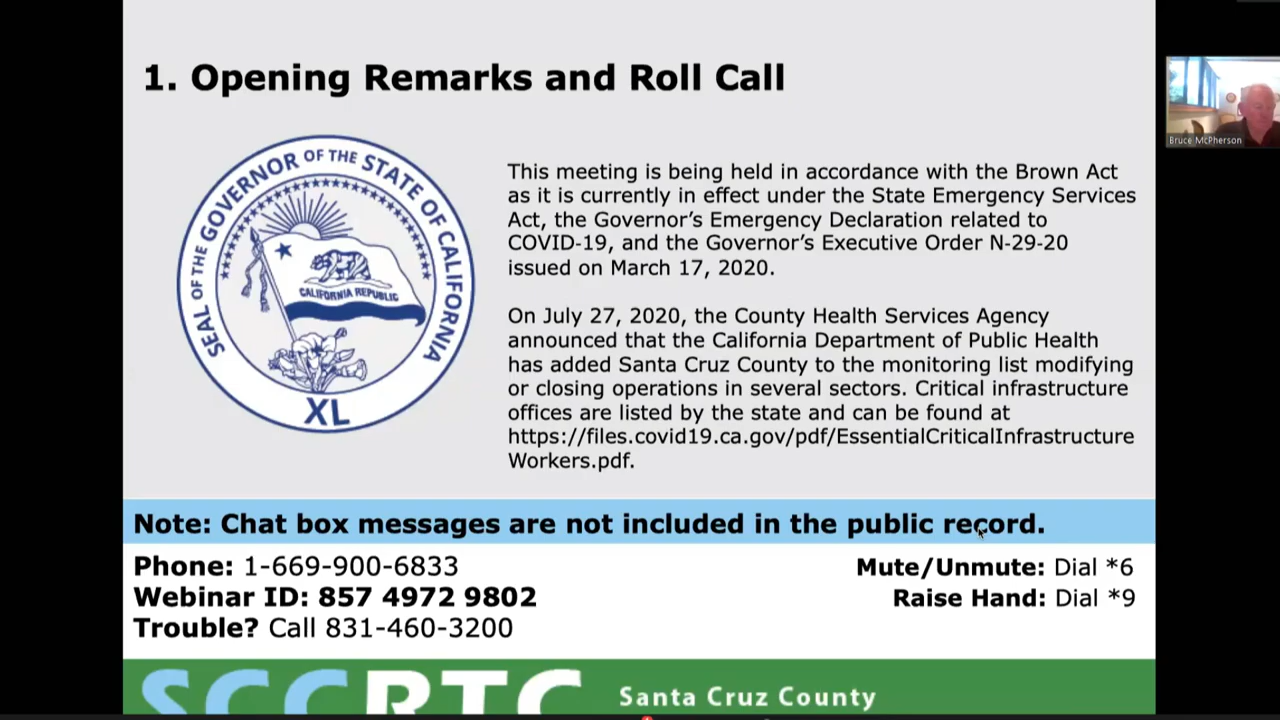 1. Opening Remarks and Roll Call
SEAL OF THE GOVERNOR OF THE STATE OF CALIFORNIA
CALIFORNIA REPUBLIC
XL
This meeting is being held in accordance with the Brown Act
as it is currently in effect under the State Emergency Services
Act, the Governor's Emergency Declaration related to
COVID-19, and the Governor's Executive Order N-29-20
issued on March 17, 2020.
On July 27, 2020, the County Health Services Agency
announced that the California Department of Public Health
has added Santa Cruz County to the monitoring list modifying
or closing operations in several sectors. Critical infrastructure
offices are listed by the state and can be found at
https://files.covid19.ca.gov/pdf/EssentialCriticalInfrastructure
Workers.pdf.
Bruce McPherson
Note: Chat box messages are not included in the public record.
Phone: 1-669-900-6833
Mute/Unmute: Dial *6
Webinar ID: 857 4972 9802
Raise Hand: Dial *9
Trouble? Call 831-460-3200
SCCRTC
Santa Cruz County